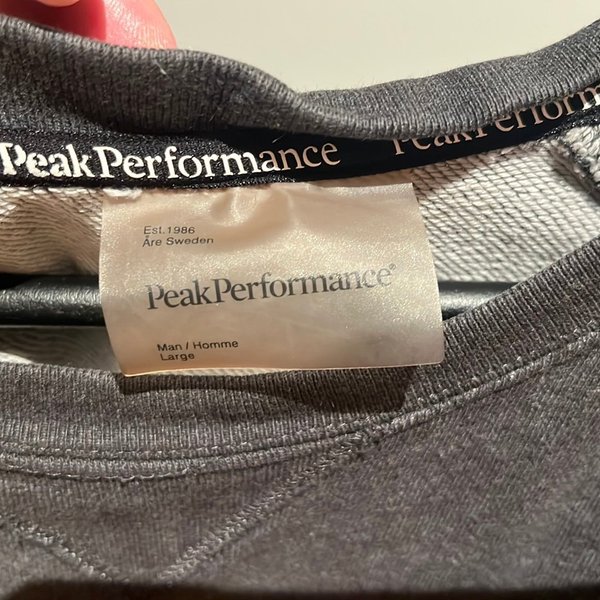 PeakPerformance PeakPerform
Est.1986
Åre Sweden
PeakPerformance®
Man / Homme
Large